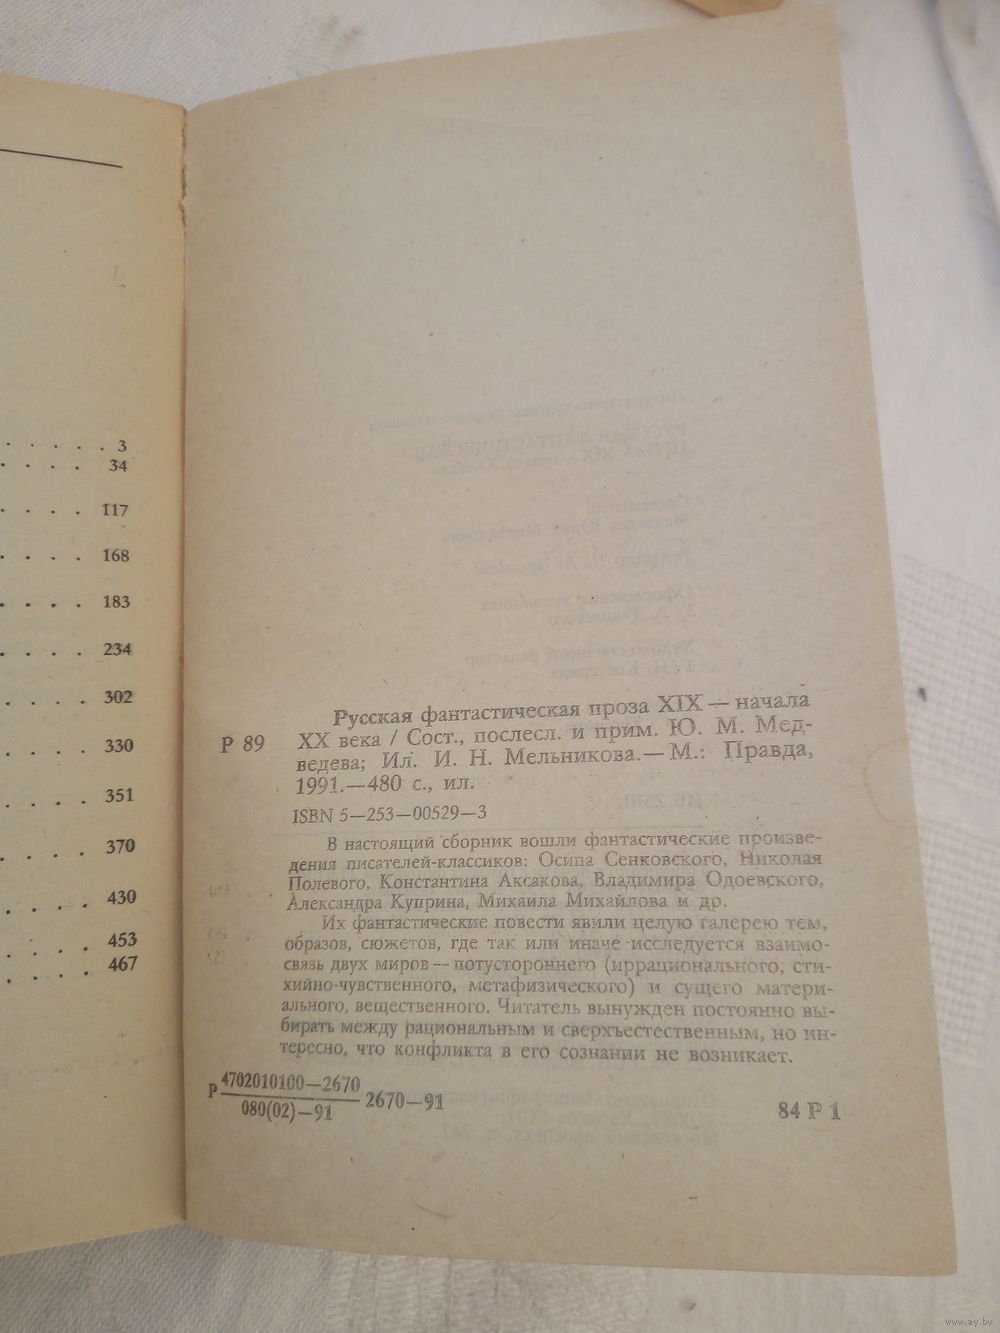 3
34
117
168
183
234
302
330
351
370
430
453
467
Р 89
Русская фантастическая проза XIX — начала
XX века / Сост., послесл. и прим. Ю. М. Мед-
ведева; Ил. И. Н. Мельникова.— М.: Правда,
1991.—480 с., ил.
ISBN 5—253—00529—3
В настоящий сборник вошли фантастические произве-
дения писателей-классиков: Осипа Сенковского, Николая
Полевого, Константина Аксакова, Владимира Одоевского,
Александра Куприна, Михаила Михайлова и др.
Их фантастические повести явили целую галерею тем,
образов, сюжетов, где так или иначе исследуется взаимо-
связь двух миров — потустороннего (иррационального, сти-
хийно-чувственного, метафизического) и сущего матери-
ального, вещественного. Читатель вынужден постоянно вы-
бирать между рациональным и сверхъестественным, но ин-
тересно, что конфликта в его сознании не возникает.
Р 4702010100—2670
080(02)—91
2670—91
84 Р 1
www.ay.by